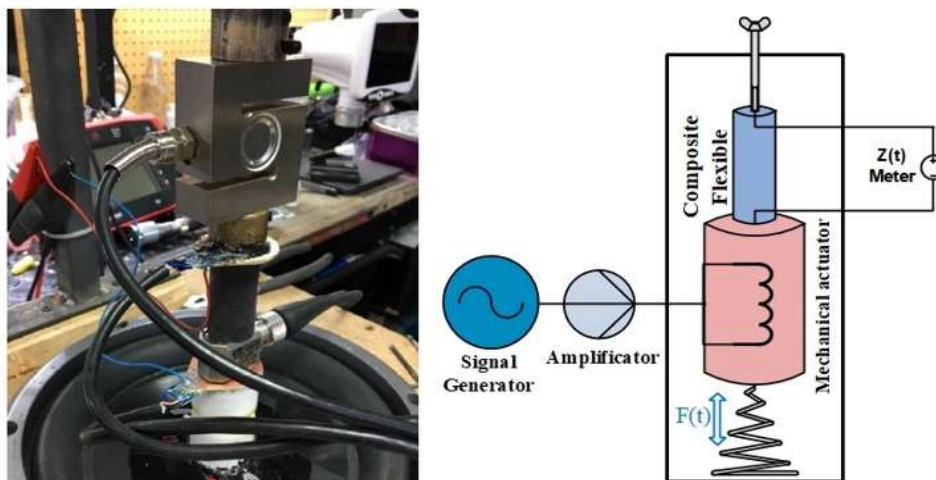 Composite
Flexible
Z(t)
Meter
Mechanical actuator
Signal
Generator
Amplificator
F(t)